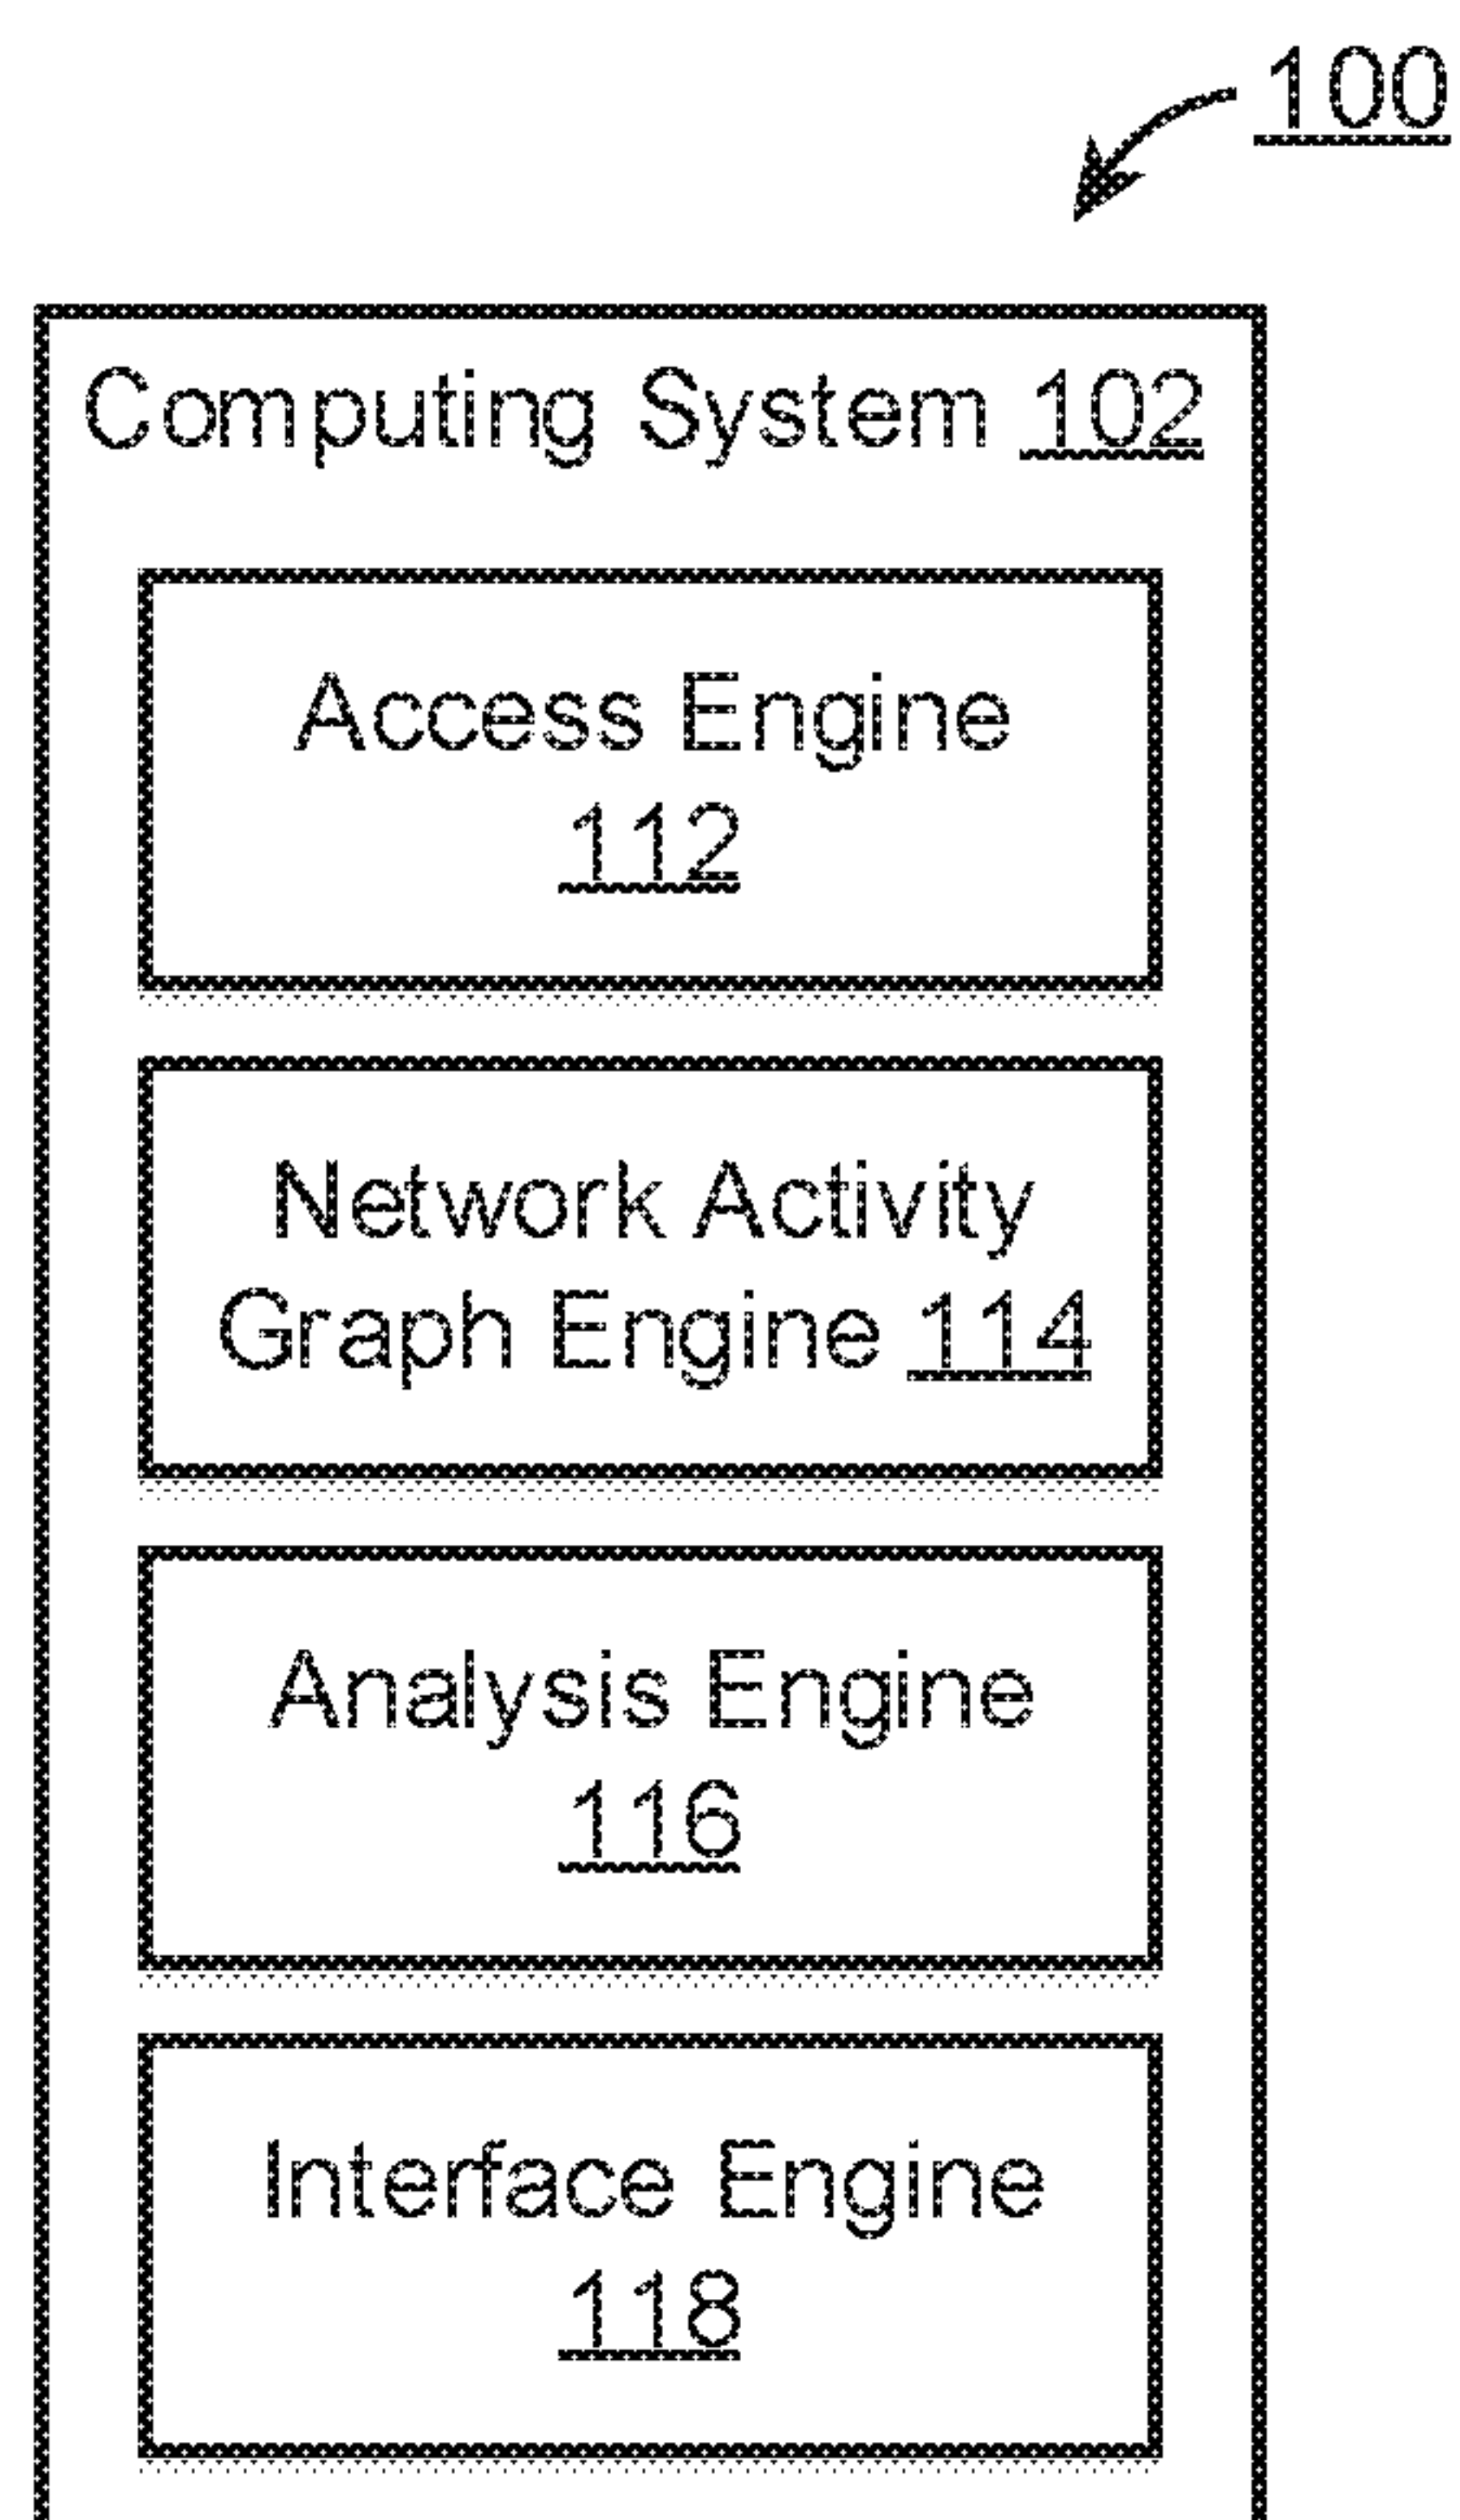 100
Computing System 102
Access Engine
112
Network Activity
Graph Engine 114
Analysis Engine
116
Interface Engine
118